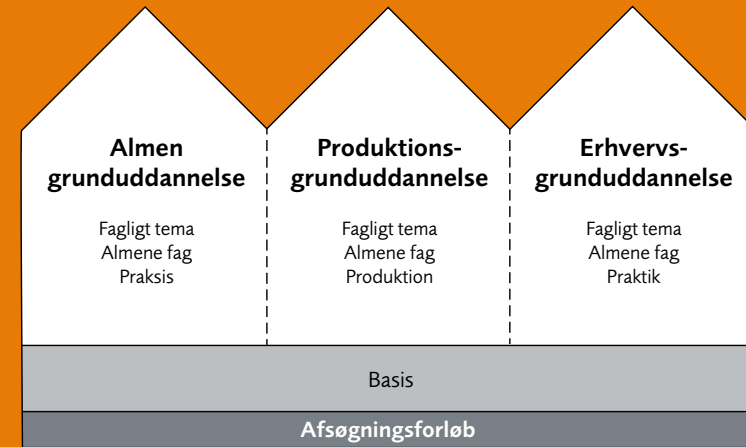 Almen
grunduddannelse
Fagligt tema
Almene fag
Praksis
Produktions-
grunduddannelse
Fagligt tema
Almene fag
Produktion
Erhvervs-
grunduddannelse
Fagligt tema
Almene fag
Praktik
Basis
Afsøgningsforløb